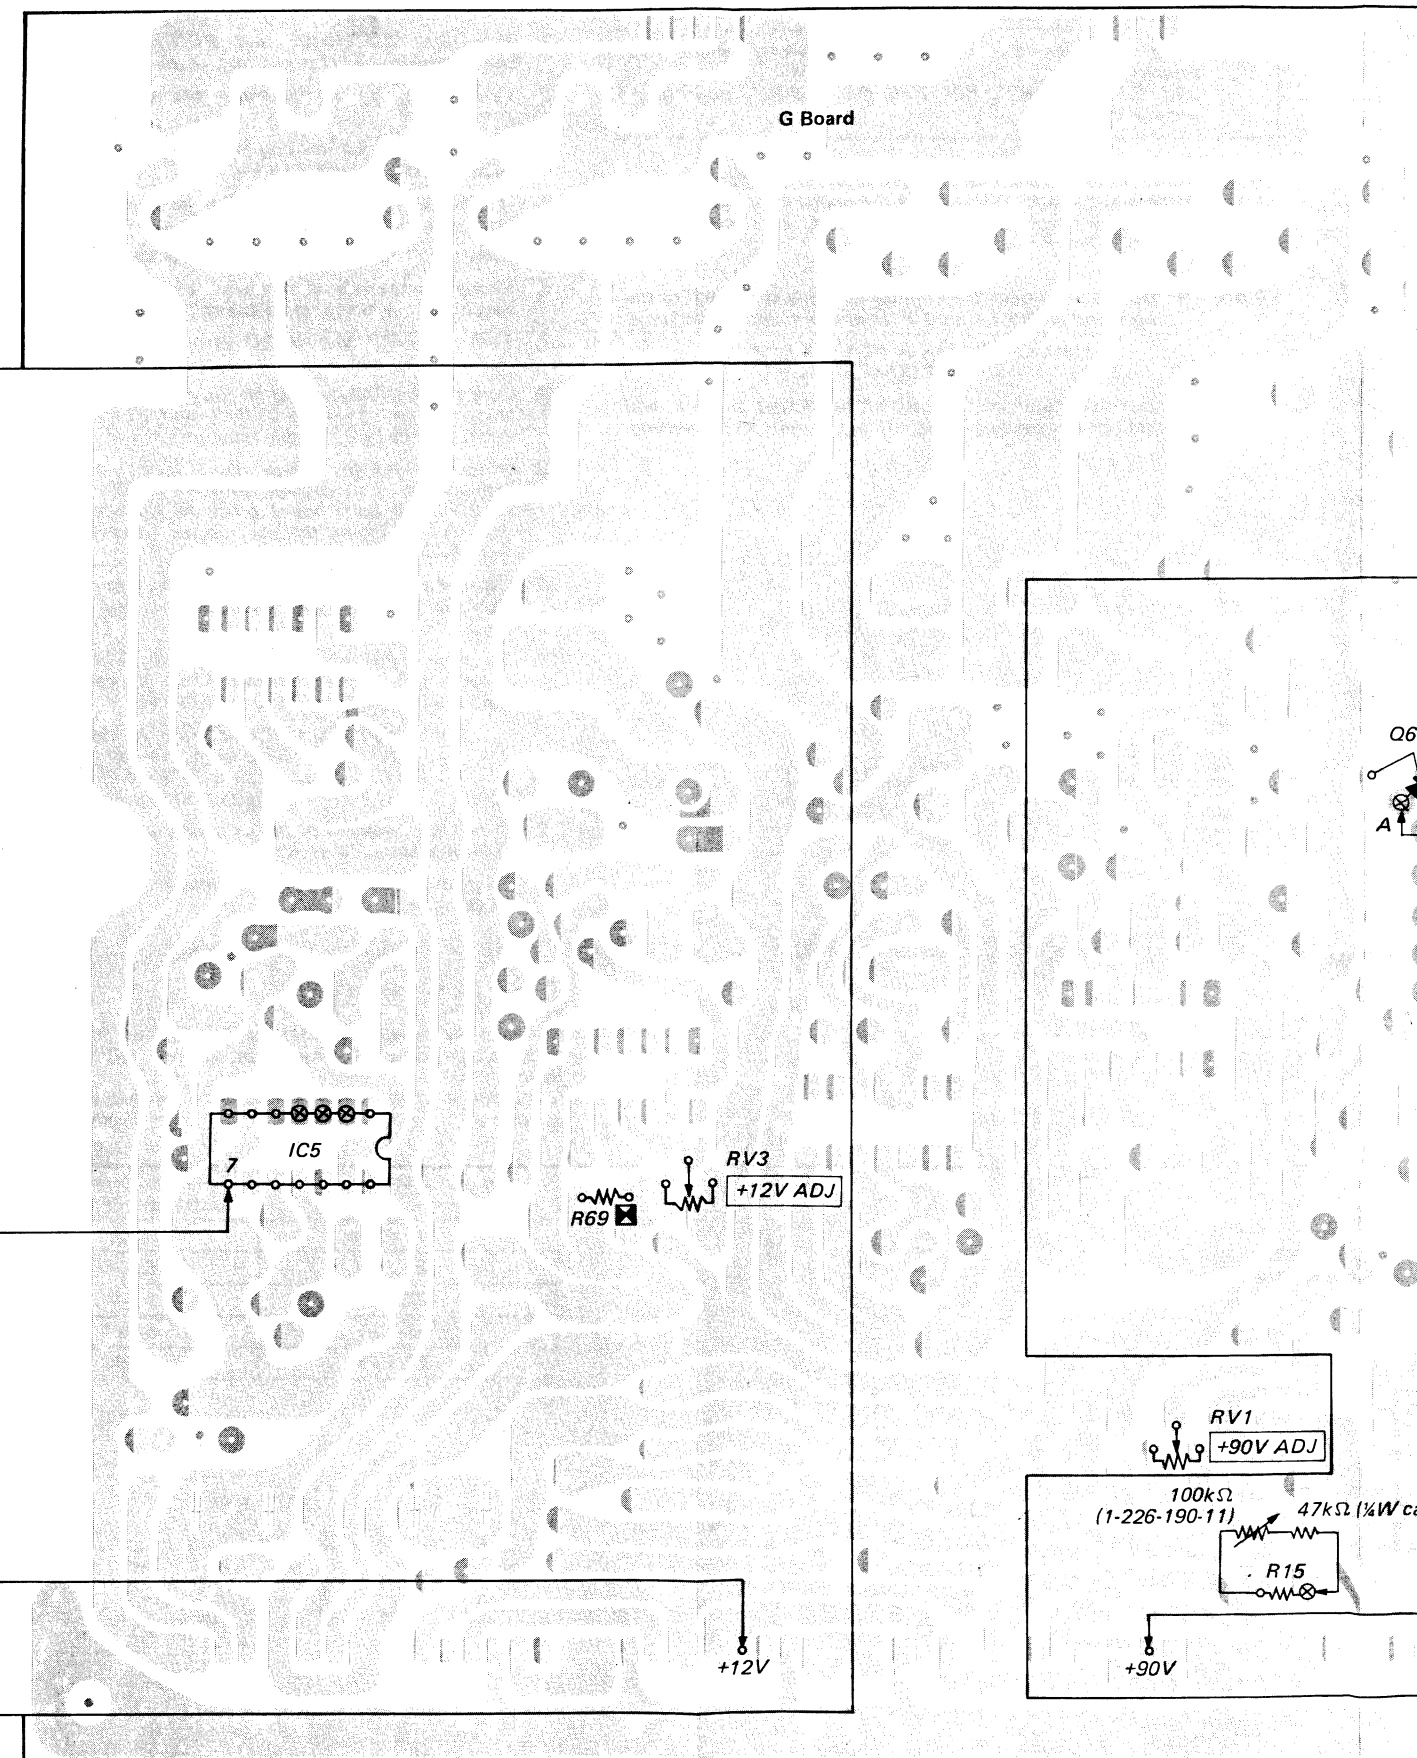 G Board
Q6
A
IC5
7
RV3
+12V ADJ
R69
RV1
+90V ADJ
100kΩ
(1-226-190-11)
47kΩ (¼W ca
R15
+12V
+90V